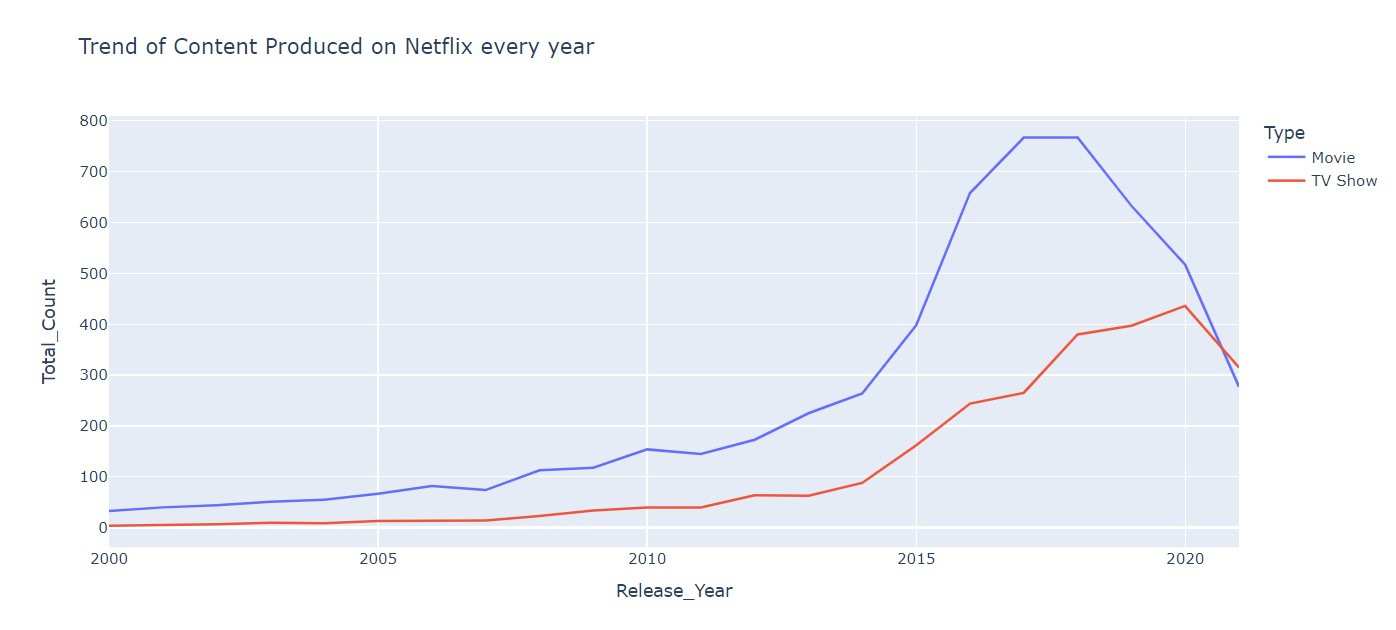 Trend of Content Produced on Netflix every year
800
700
600
500
400
300
200
100
0
Total_Count
2000
2005
2010
2015
2020
Release_Year
Type
Movie
TV Show